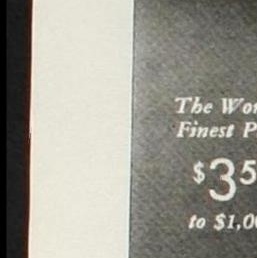 The Wor
Finest P
$35
to $1,00